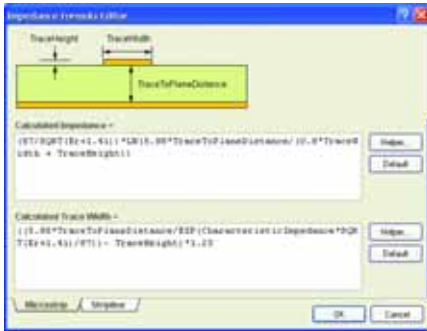 Impedance Formula Editor
TraceHeight
TraceWidth
TraceToPlaneDistance
Calculated Impedance =
(87/SQRT(Er+1.41))*LN(5.98*TraceToPlaneDistance/(0.8*TraceW
idth + TraceHeight))
Helper...
Default
Calculated Trace Width =
((5.98*TraceToPlaneDistance/EXP(CharacteristicImpedance*SQR
T(Er+1.41)/87))- TraceHeight)*1.25
Helper...
Default
Microstrip
Stripline
OK
Cancel